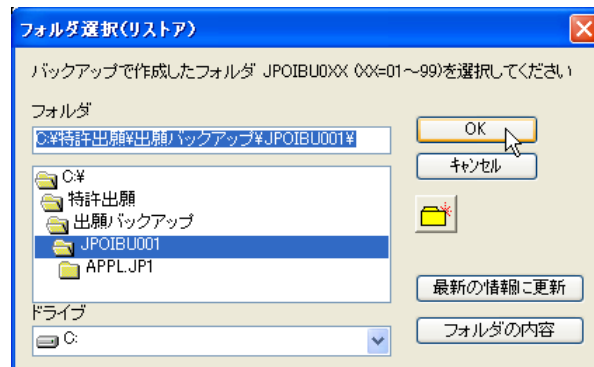 フォルダ選択(リストア)
バックアップで作成したフォルダ JPOIBU0XX (XX=01～99)を選択してください
フォルダ
C:¥特許出願¥出願バックアップ¥JPOIBU001¥
OK
キャンセル
C:¥
特許出願
出願バックアップ
JPOIBU001
APPL.JP1
最新の情報に更新
ドライブ
C:
フォルダの内容